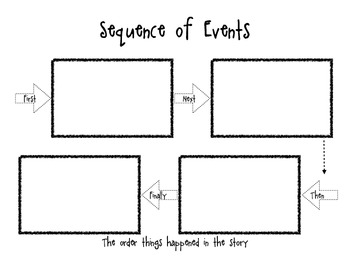 Sequence of Events
First
Next
Then
Finally
The order things happened in the story